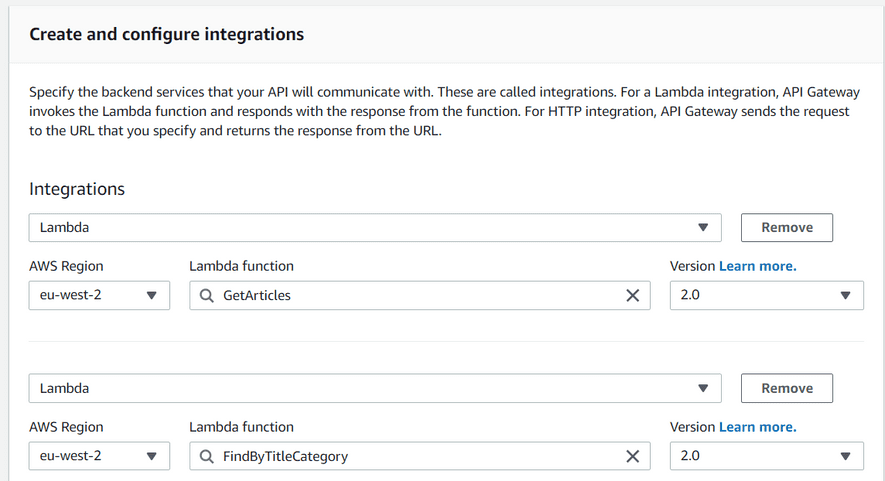 Create and configure integrations
Specify the backend services that your API will communicate with. These are called integrations. For a Lambda integration, API Gateway
invokes the Lambda function and responds with the response from the function. For HTTP integration, API Gateway sends the request
to the URL that you specify and returns the response from the URL.
Integrations
Lambda Remove
AWS Region Lambda function Version Learn more.
eu-west-2 GetArticles 2.0
Lambda Remove
AWS Region Lambda function Version Learn more.
eu-west-2 FindByTitleCategory 2.0